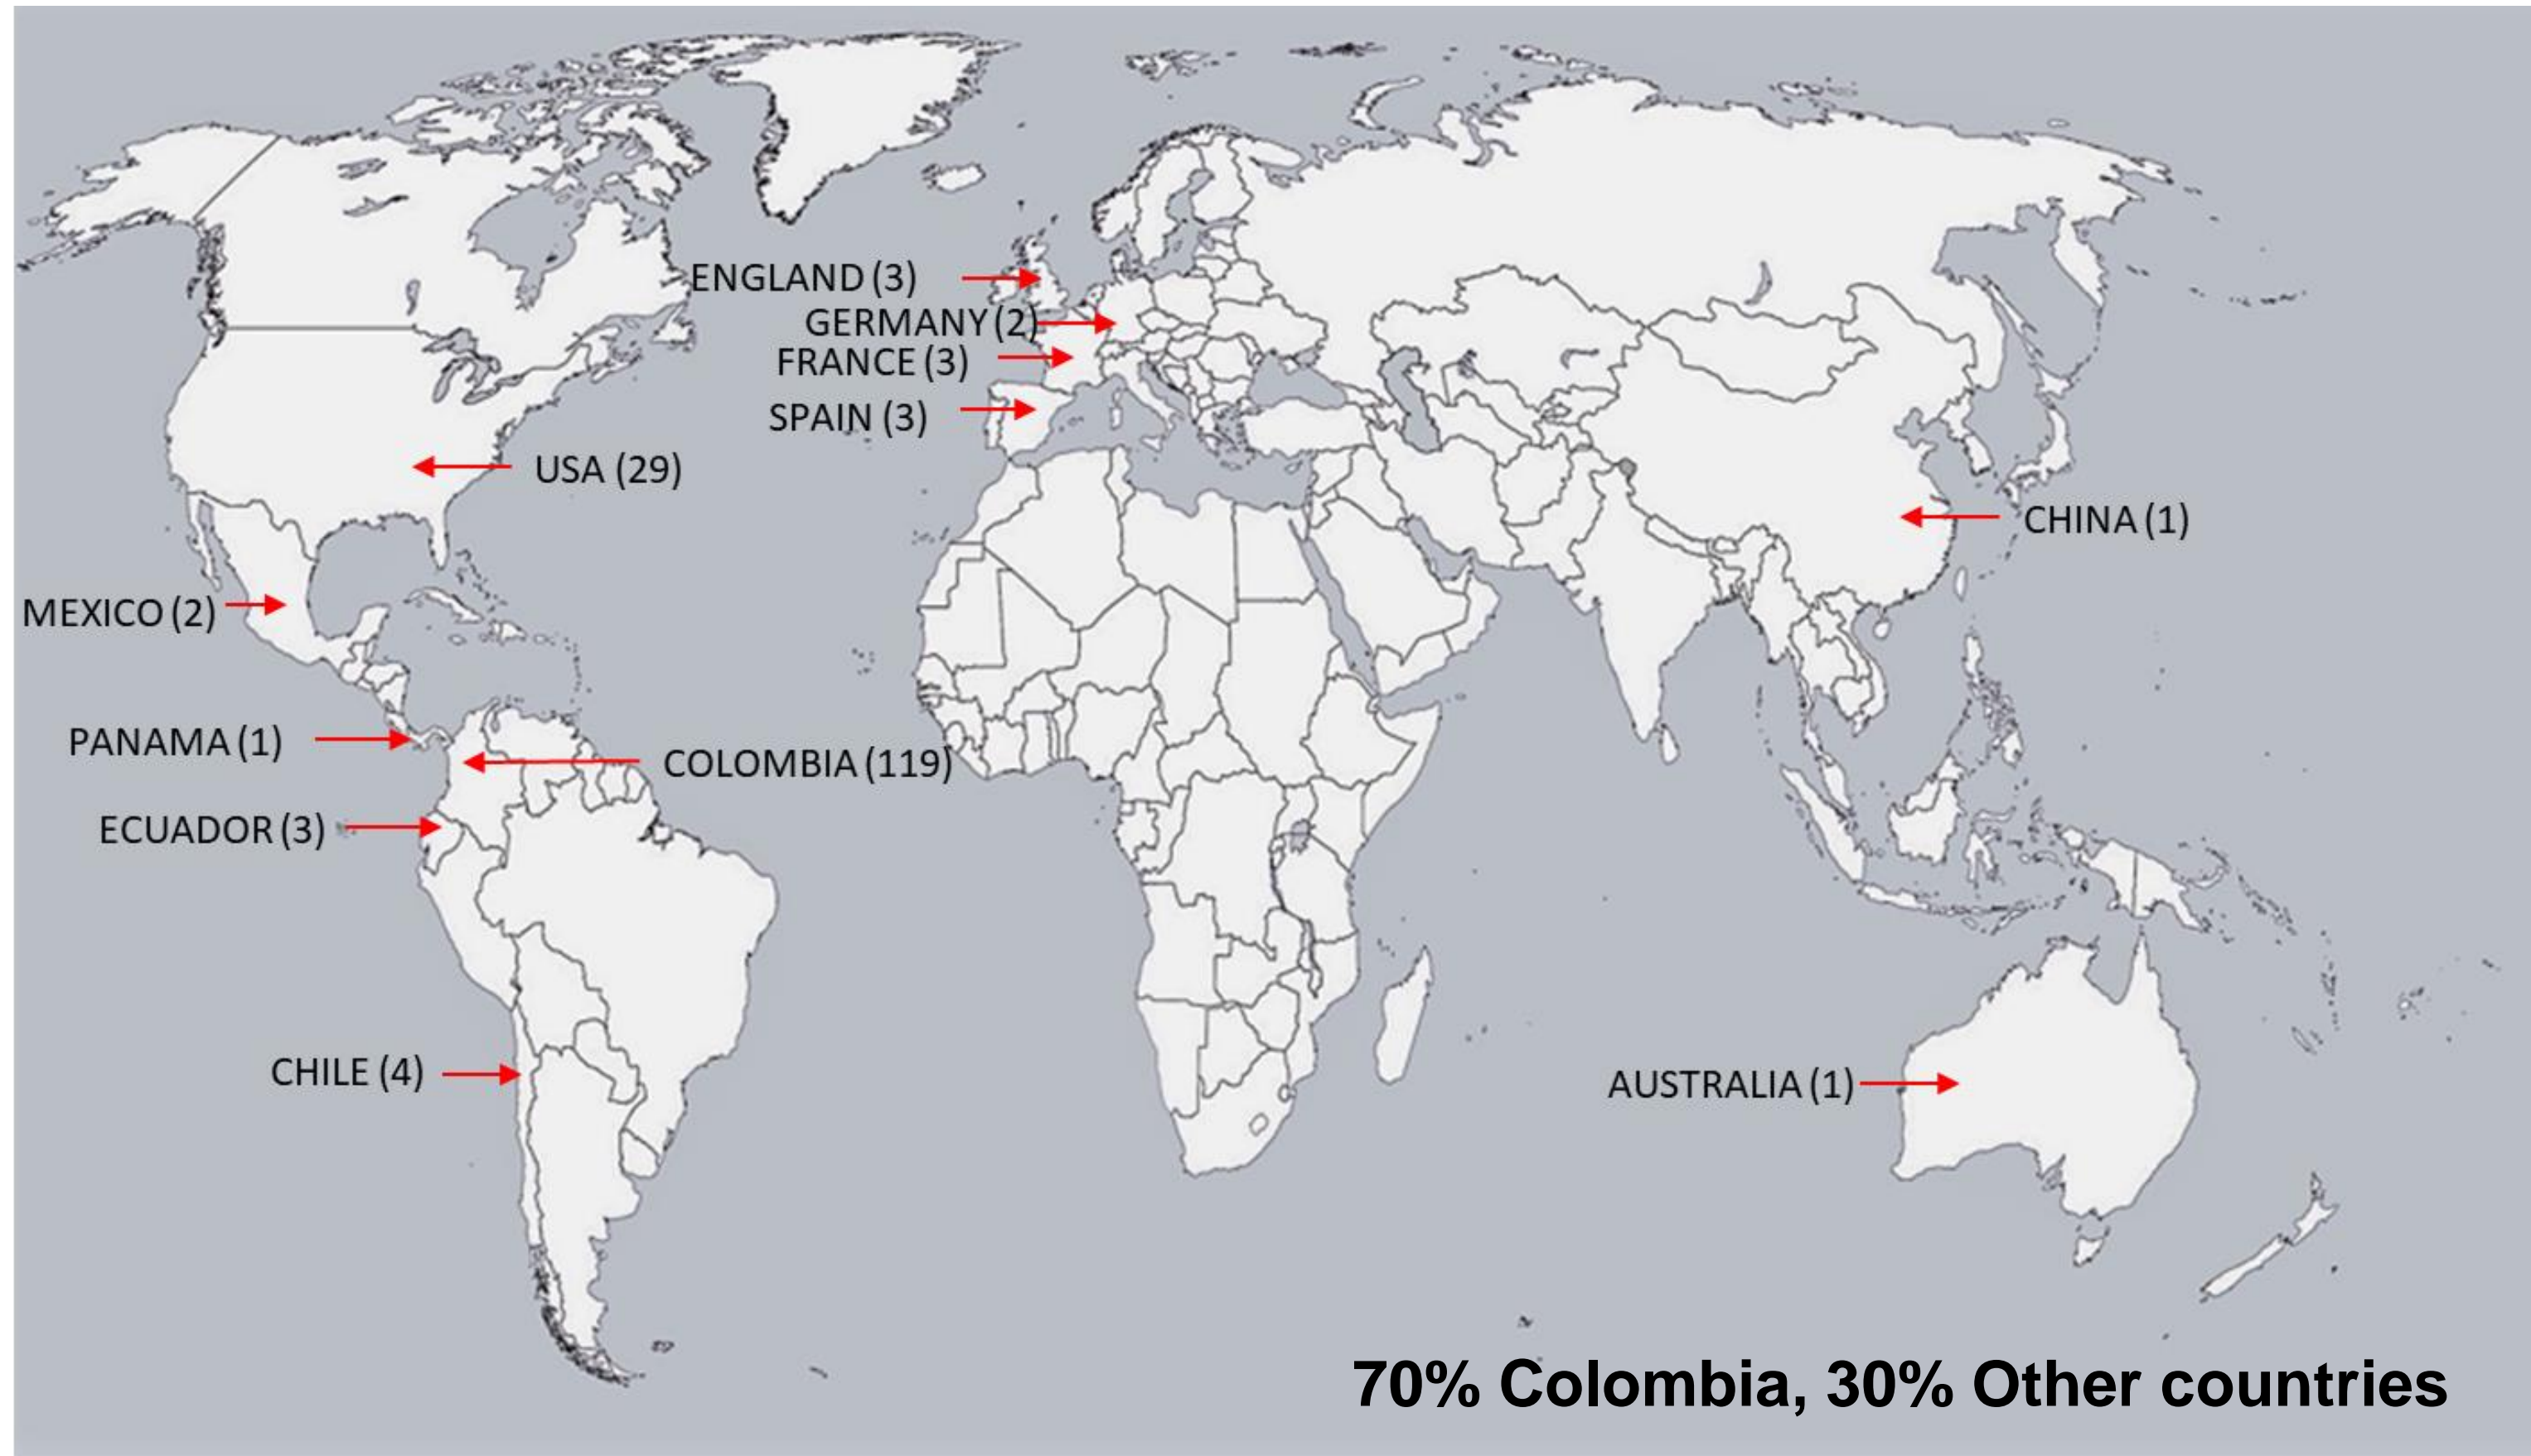 ENGLAND (3)
GERMANY (2)
FRANCE (3)
SPAIN (3)
USA (29)
CHINA (1)
MEXICO (2)
PANAMA (1)
COLOMBIA (119)
ECUADOR (3)
CHILE (4)
AUSTRALIA (1)
70% Colombia, 30% Other countries